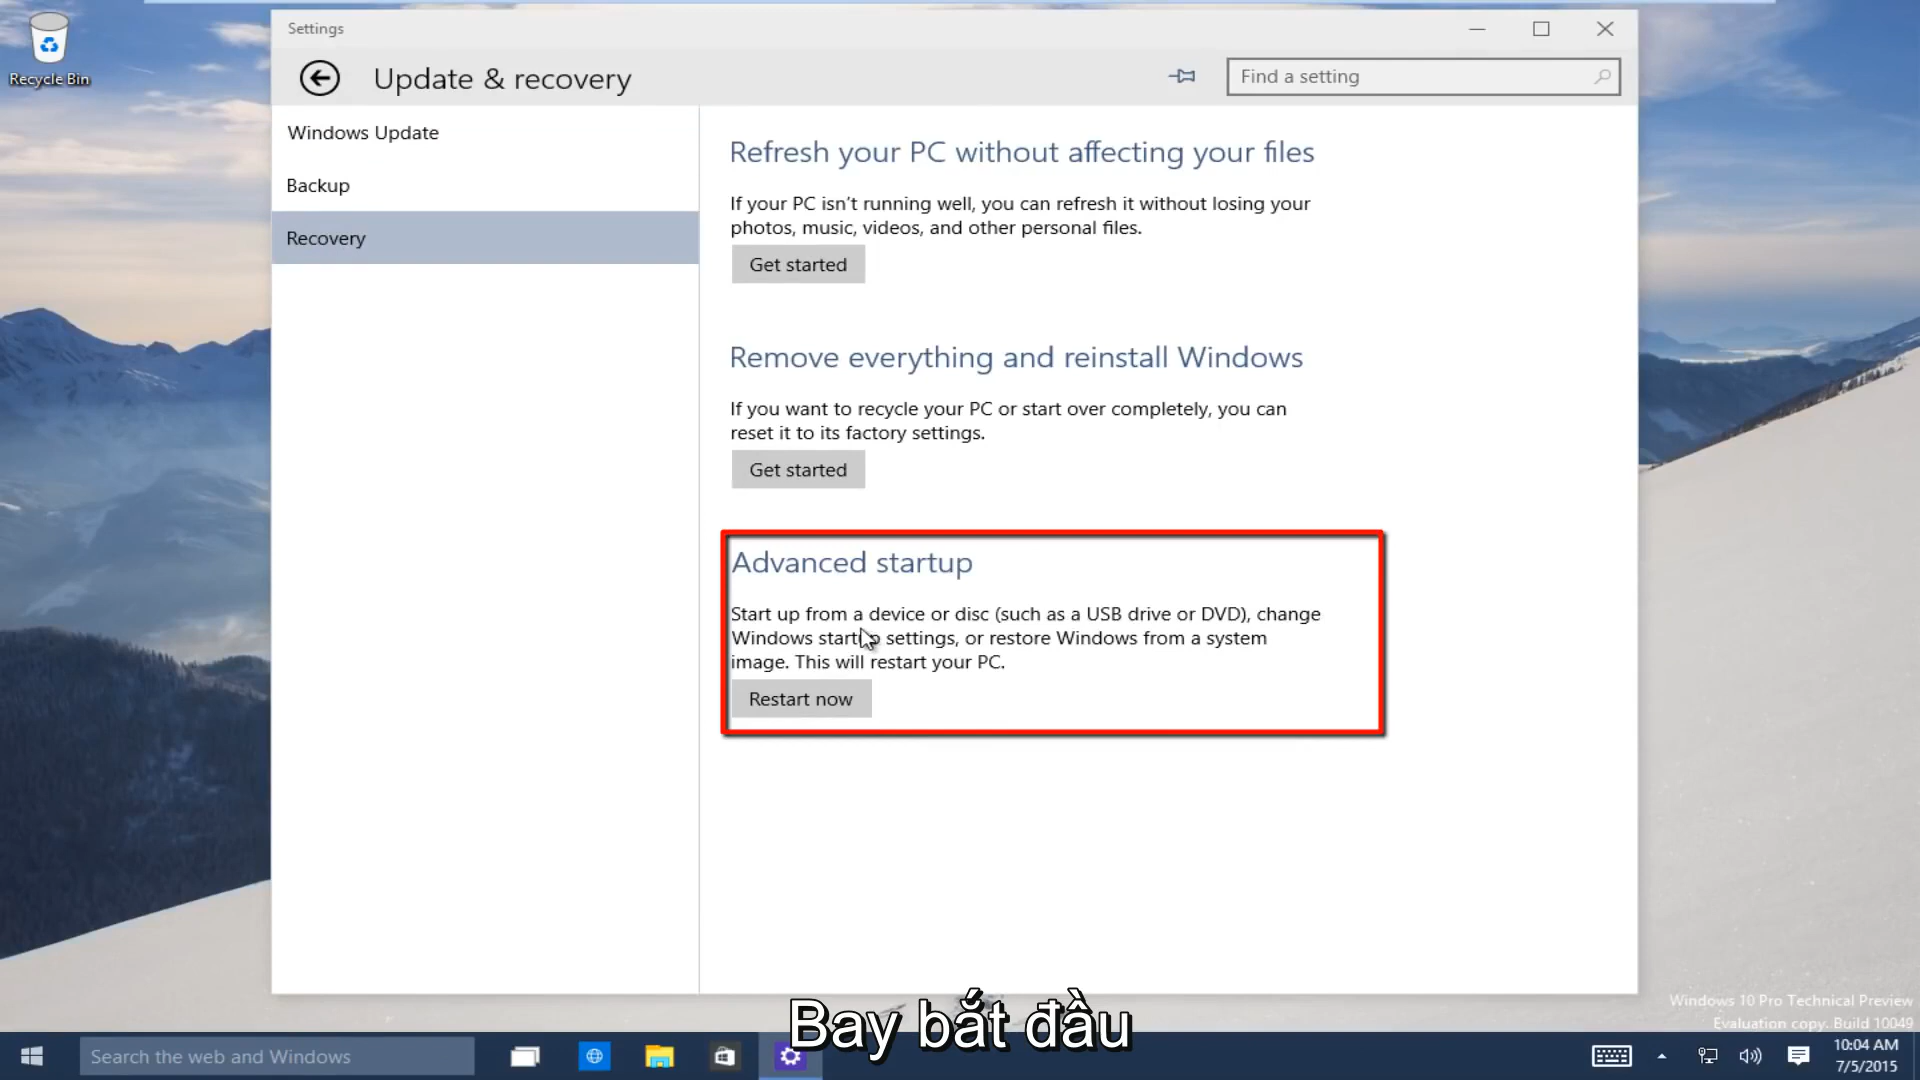 Recycle Bin
Settings
Update & recovery
Find a setting
Windows Update
Backup
Recovery
Refresh your PC without affecting your files
If your PC isn't running well, you can refresh it without losing your
photos, music, videos, and other personal files.
Get started
Remove everything and reinstall Windows
If you want to recycle your PC or start over completely, you can
reset it to its factory settings.
Get started
Advanced startup
Start up from a device or disc (such as a USB drive or DVD), change
Windows startup settings, or restore Windows from a system
image. This will restart your PC.
Restart now
Windows 10 Pro Technical Preview
Evaluation copy. Build 10049
Bay bắt đầu
Search the web and Windows
10:04 AM
7/5/2015